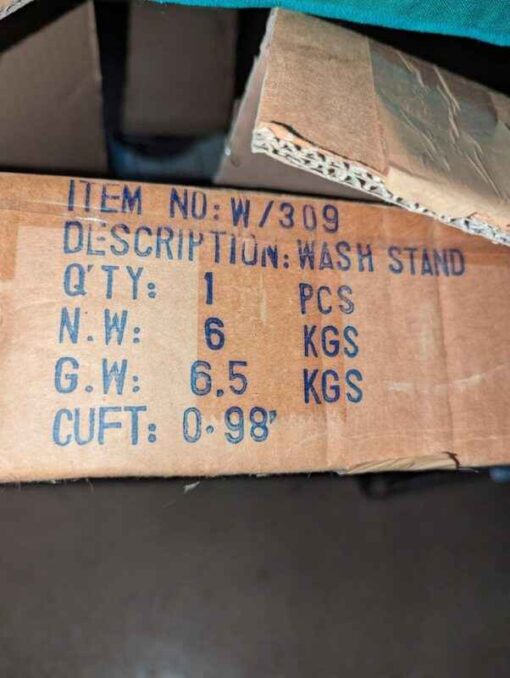 ITEM NO: W/309
DESCRIPTION: WASH STAND
Q'TY: 1 PCS
N.W: 6 KGS
G.W: 6.5 KGS
CUFT: 0.98'